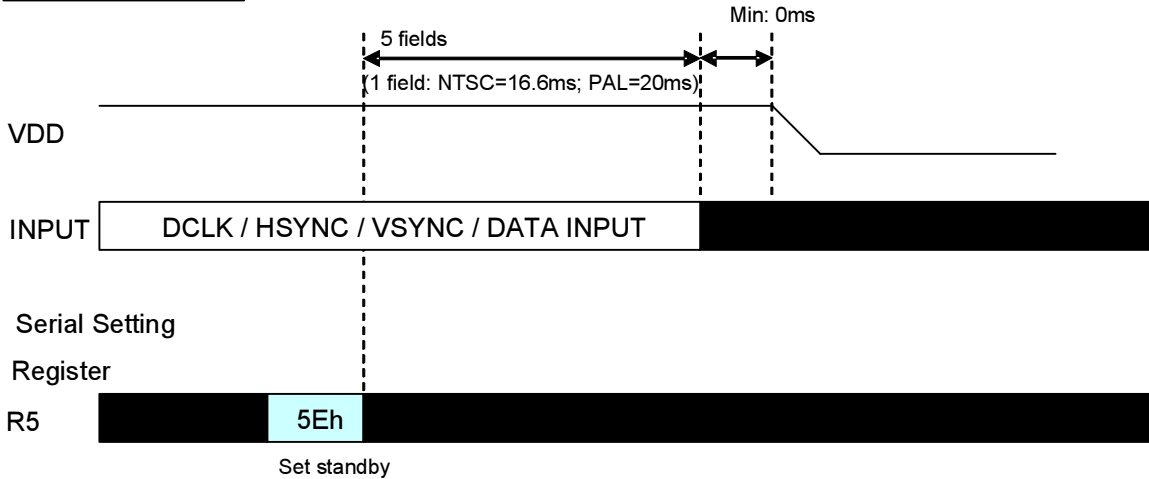 Min: 0ms
5 fields
(1 field: NTSC=16.6ms; PAL=20ms)
VDD
INPUT
DCLK / HSYNC / VSYNC / DATA INPUT
Serial Setting
Register
R5
5Eh
Set standby